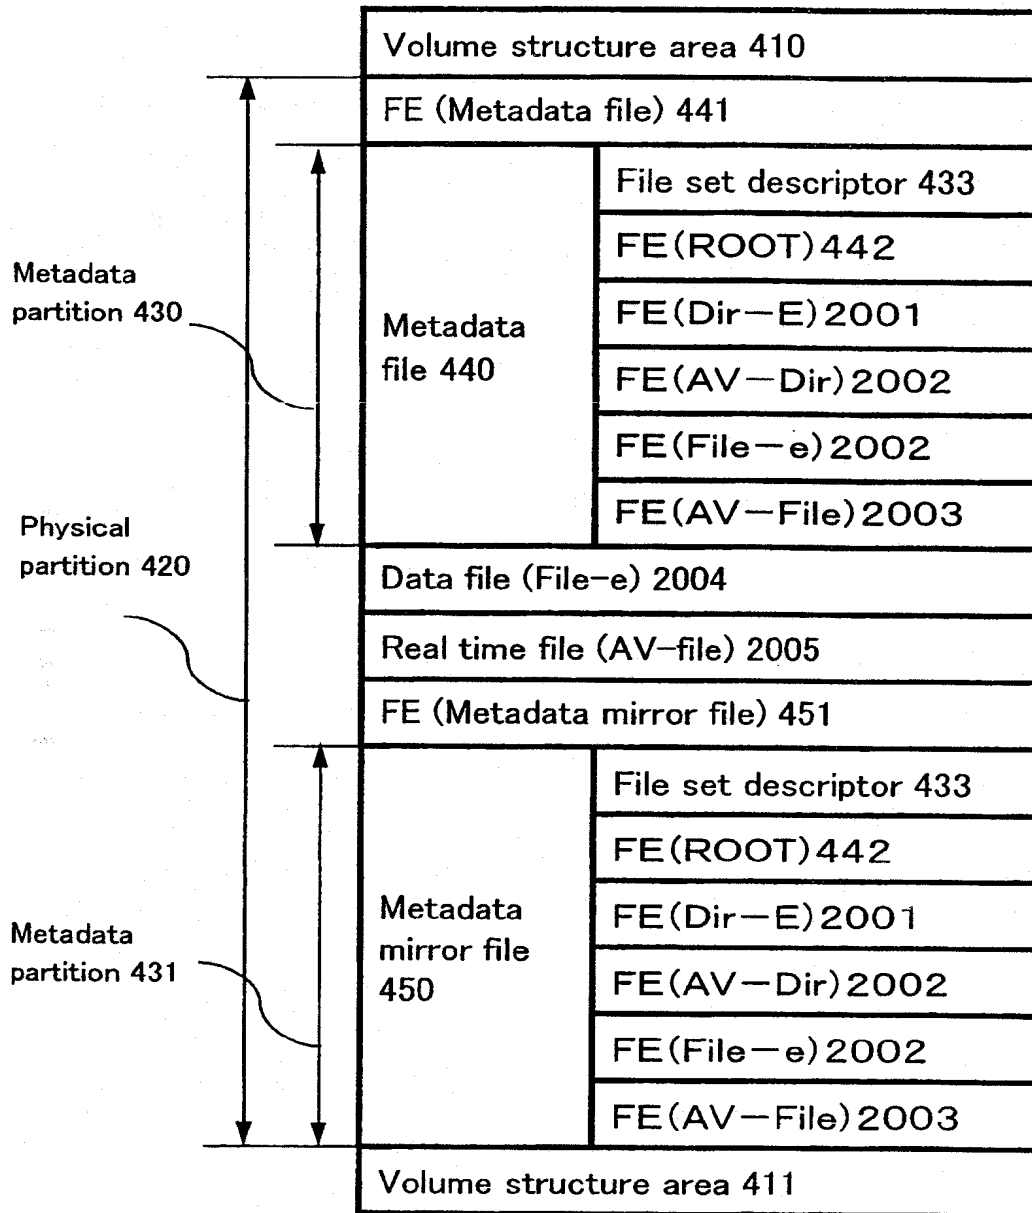 Volume structure area 410
FE (Metadata file) 441
Metadata
partition 430
Metadata
file 440
File set descriptor 433
FE(ROOT)442
FE(Dir−E)2001
FE(AV−Dir)2002
FE(File−e)2002
FE(AV−File)2003
Physical
partition 420
Data file (File-e) 2004
Real time file (AV-file) 2005
FE (Metadata mirror file) 451
Metadata
partition 431
Metadata
mirror file
450
File set descriptor 433
FE(ROOT)442
FE(Dir−E)2001
FE(AV−Dir)2002
FE(File−e)2002
FE(AV−File)2003
Volume structure area 411